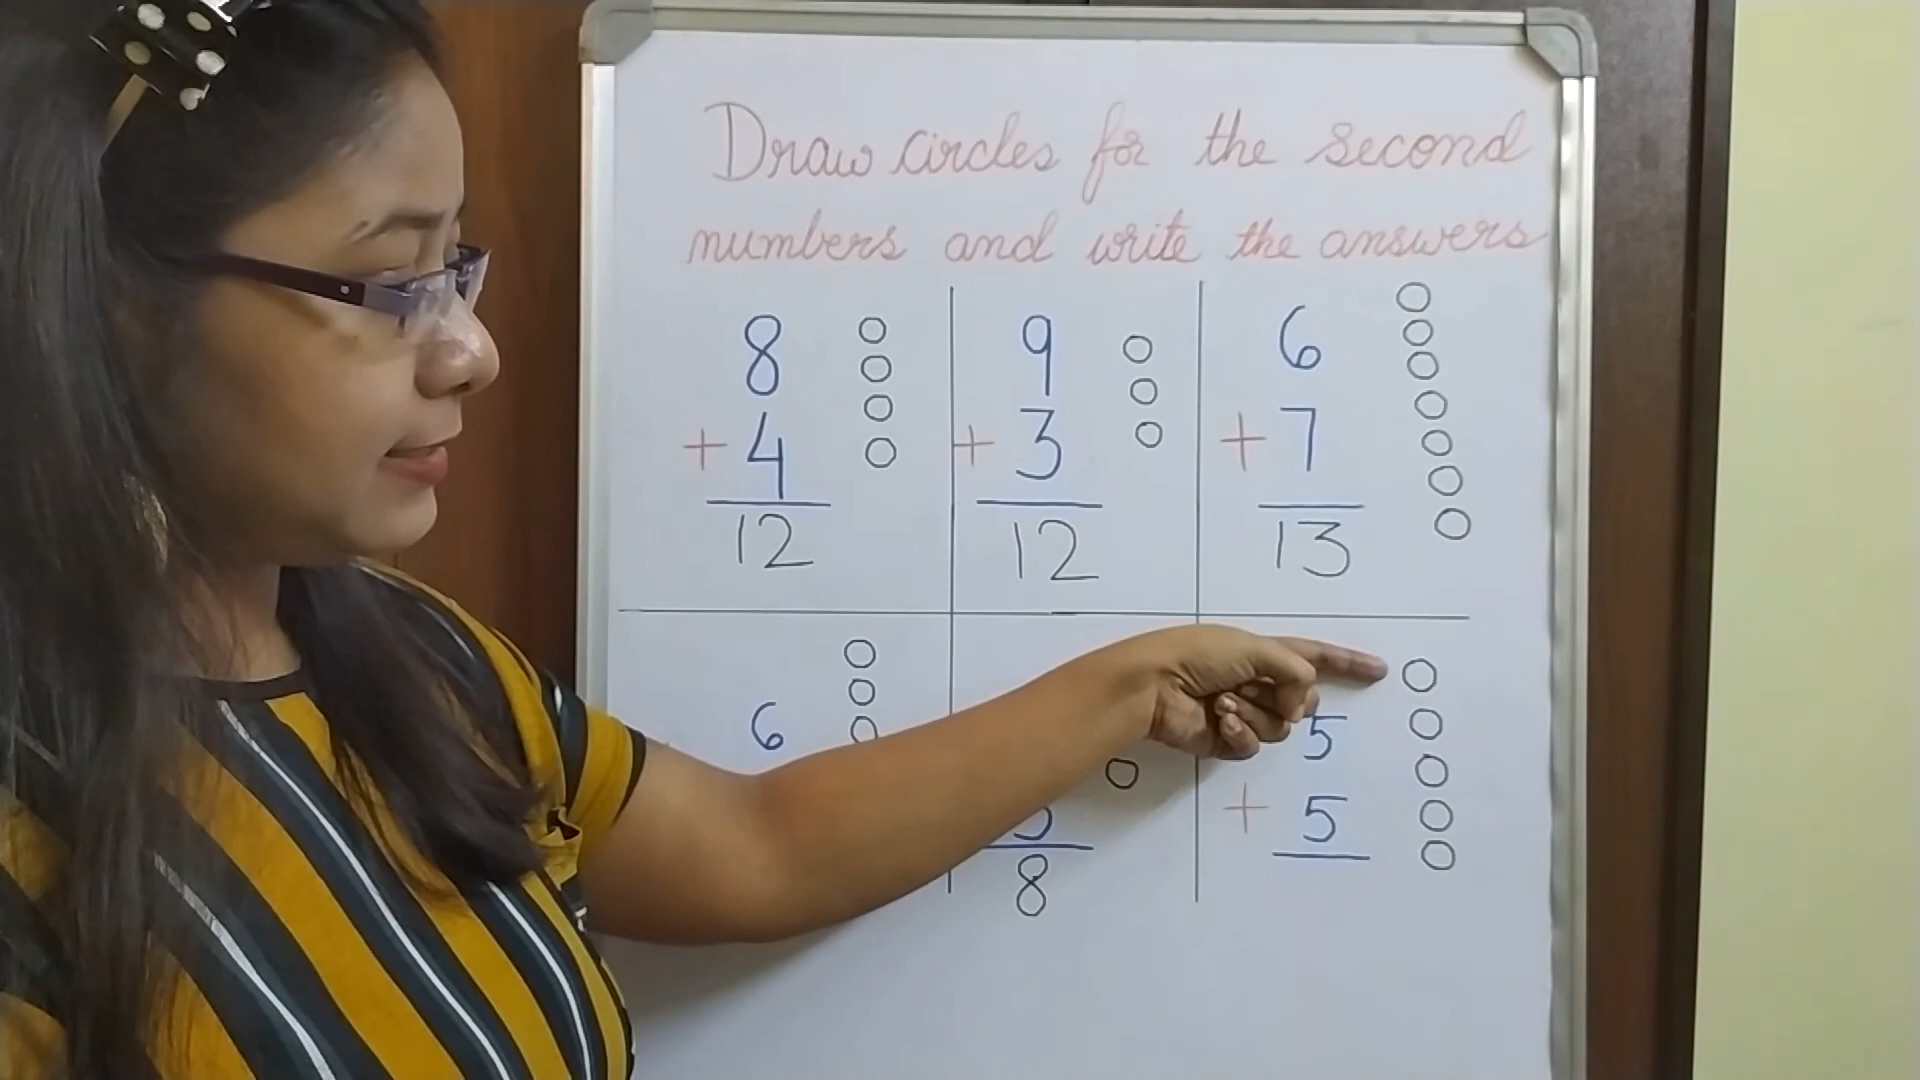 Draw circles for the second
numbers and write the answers
8 9 6
+ 4 + 3 + 7
12 12 13
6 5
+ 5
8